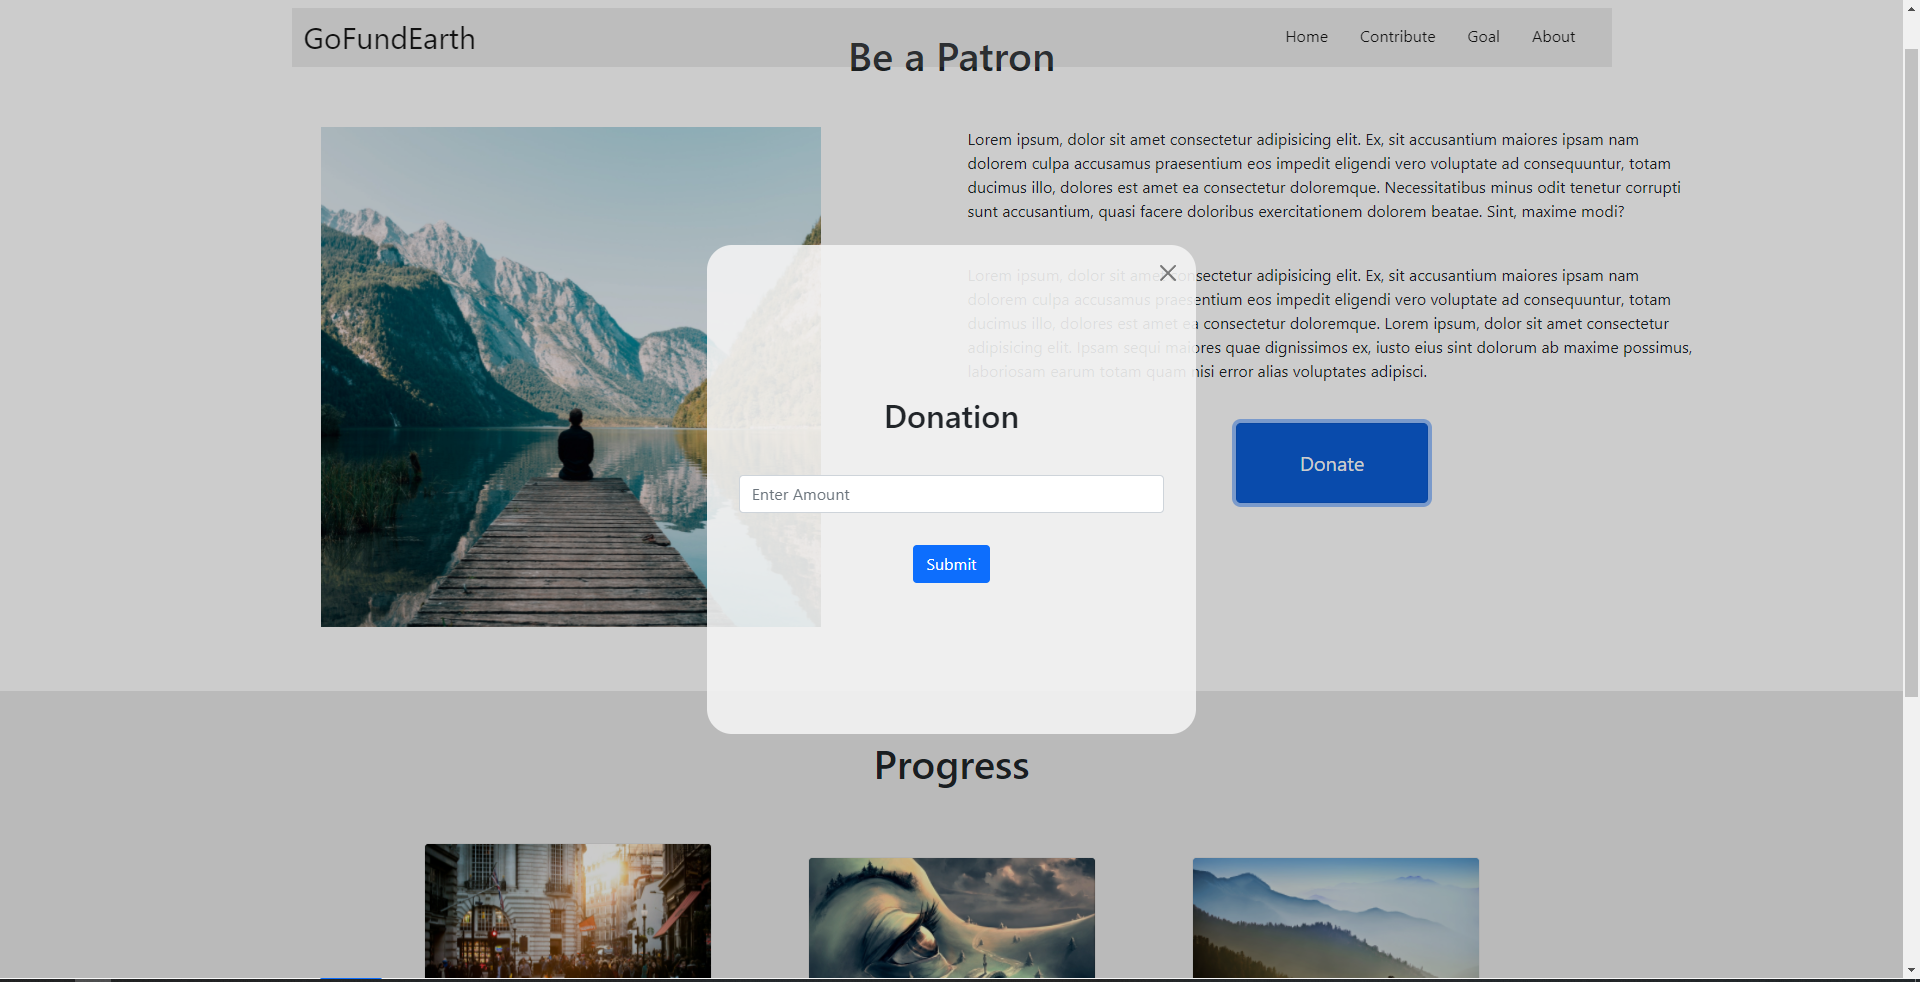 GoFundEarth
Home Contribute Goal About
Be a Patron
Lorem ipsum, dolor sit amet consectetur adipisicing elit. Ex, sit accusantium maiores ipsam nam
dolorem culpa accusamus praesentium eos impedit eligendi vero voluptate ad consequuntur, totam
ducimus illo, dolores est amet ea consectetur doloremque. Necessitatibus minus odit tenetur corrupti
sunt accusantium, quasi facere doloribus exercitationem dolorem beatae. Sint, maxime modi?
Lorem ipsum, dolor sit amet consectetur adipisicing elit. Ex, sit accusantium maiores ipsam nam
dolorem culpa accusamus praesentium eos impedit eligendi vero voluptate ad consequuntur, totam
ducimus illo, dolores est amet ea consectetur doloremque. Lorem ipsum, dolor sit amet consectetur
adipisicing elit. Ipsam sequi maiores quae dignissimos ex, iusto eius sint dolorum ab maxime possimus,
laboriosam earum totam quam nisi error alias voluptates adipisci.
Donate
Donation
Enter Amount
Submit
Progress